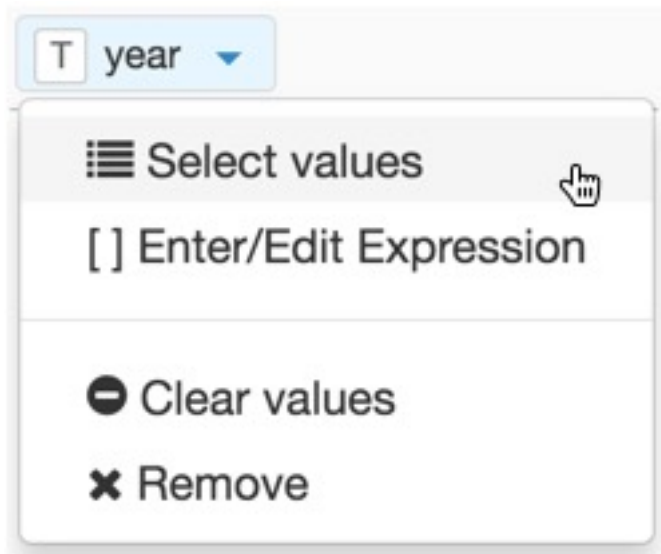 T year
Select values
[ ] Enter/Edit Expression
Clear values
Remove